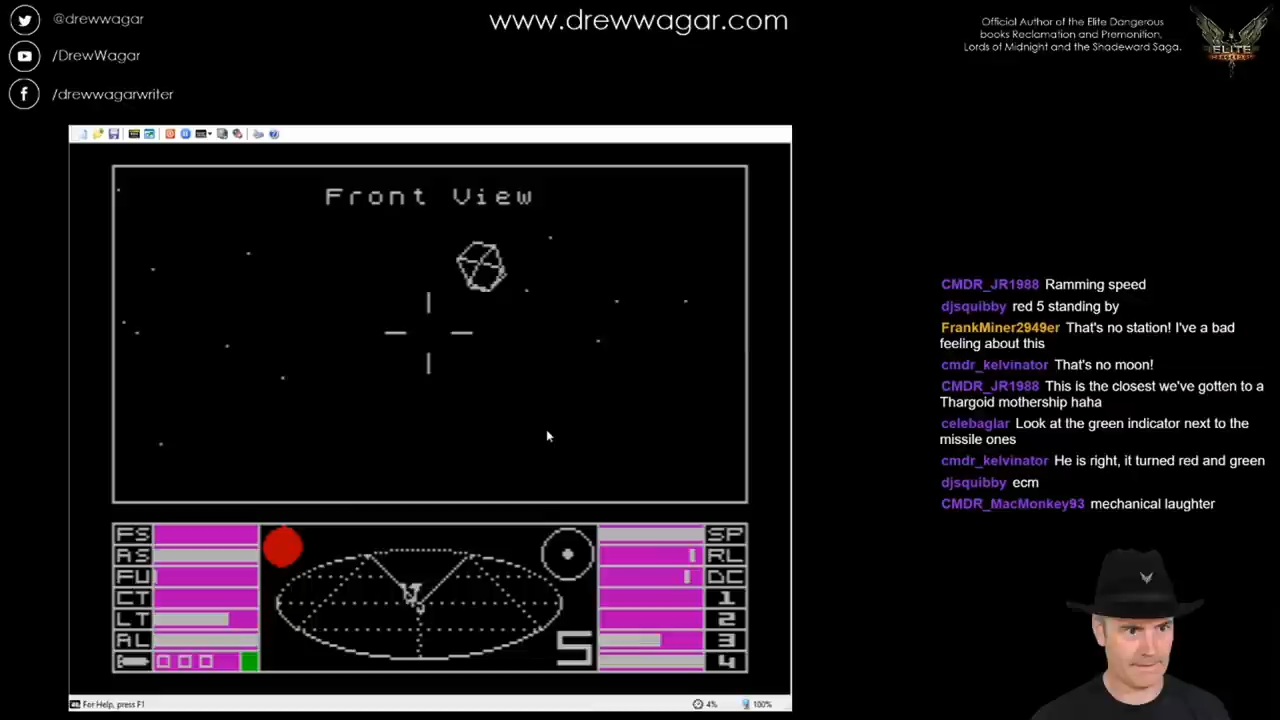 @drewwagar
/DrewWagar
/drewwagarwriter
www.drewwagar.com
Official Author of the Elite Dangerous
books Reclamation and Premonition,
Lords of Midnight and the Shadeward Saga.
ELITE
Front View
CMDR_JR1988 Ramming speed
djsquibby red 5 standing by
FrankMiner2949er That's no station! I've a bad
feeling about this
cmdr_kelvinator That's no moon!
CMDR_JR1988 This is the closest we've gotten to a
Thargoid mothership haha
celebaglar Look at the green indicator next to the
missile ones
cmdr_kelvinator He is right, it turned red and green
djsquibby ecm
CMDR_MacMonkey93 mechanical laughter
FS
AS
FU
CT
LT
AL
S
SP
RL
DC
1
2
3
4
For Help, press F1
4%
100%